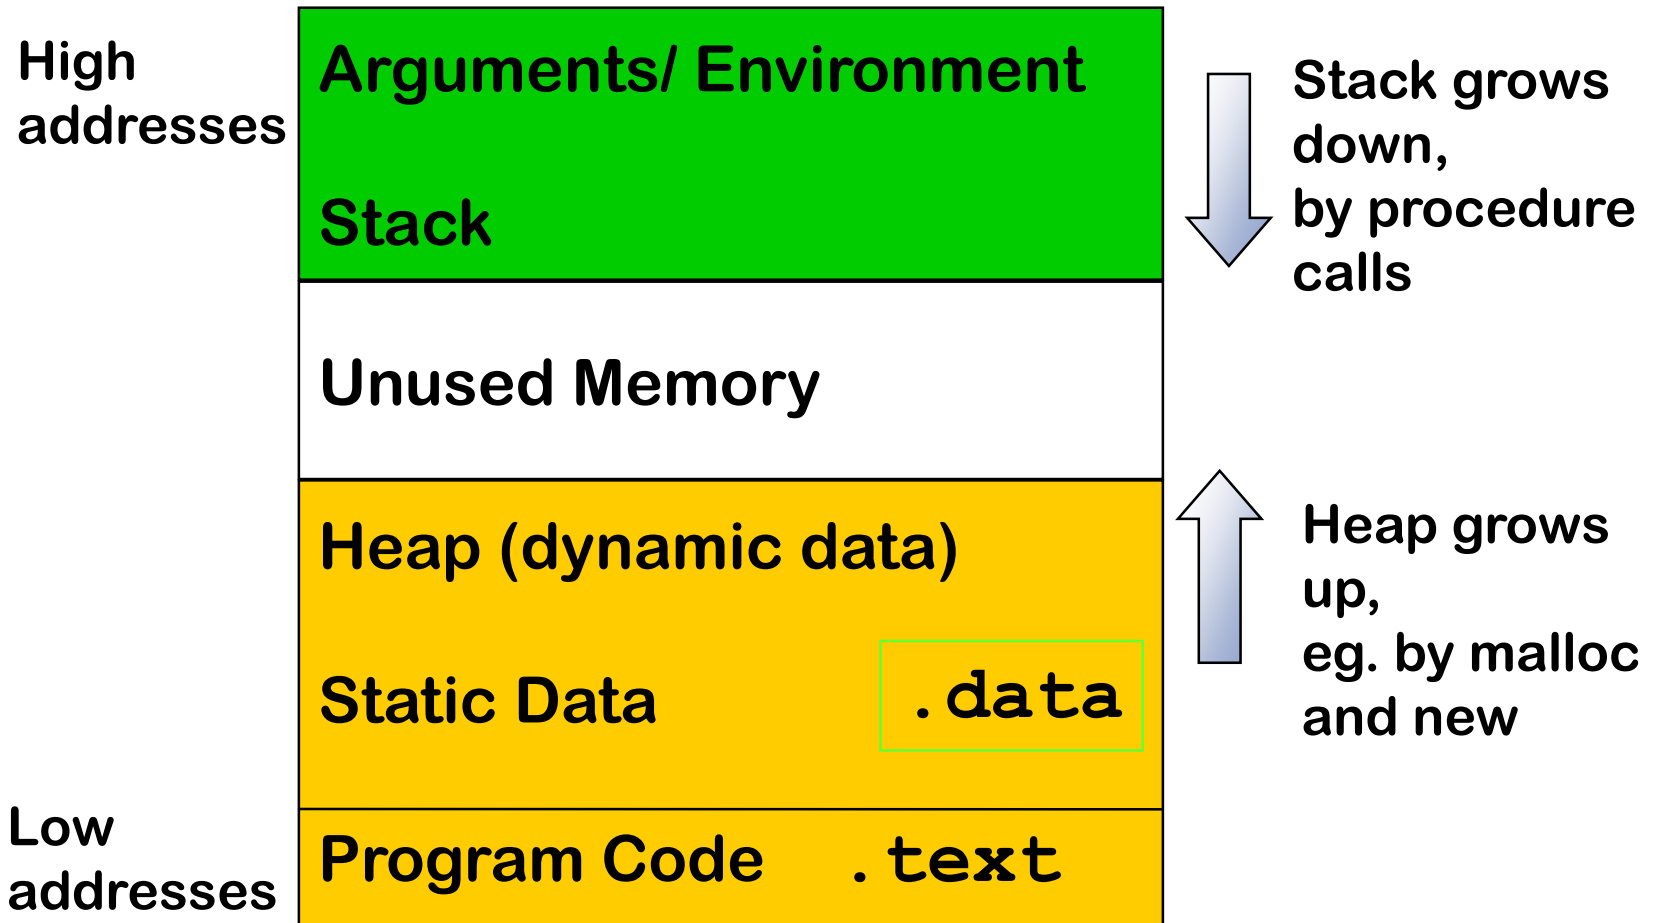 High
addresses
Arguments/ Environment
Stack
Stack grows
down,
by procedure
calls
Unused Memory
Heap (dynamic data)
Static Data .data
Heap grows
up,
eg. by malloc
and new
Low
addresses
Program Code .text